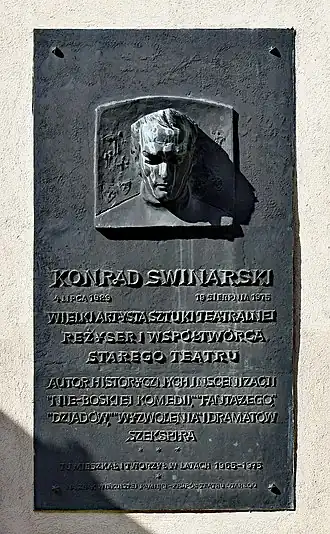 KONRAD SWINARSKI
4 LIPCA 1929 19 SIERPNIA 1975
WIELKI ARTYSTA SZTUKI TEATRALNEJ
REŻYSER I WSPÓŁTWÓRCA
STAREGO TEATRU
AUTOR HISTORYCZNYCH INSCENIZACJI
"NIE-BOSKIEJ KOMEDII," "FANTAZEGO"
"DZIADÓW," "WYZWOLENIA" I DRAMATÓW
SZEKSPIRA
* * *
TU MIESZKAŁ I TWORZYŁ W LATACH 1965-1975